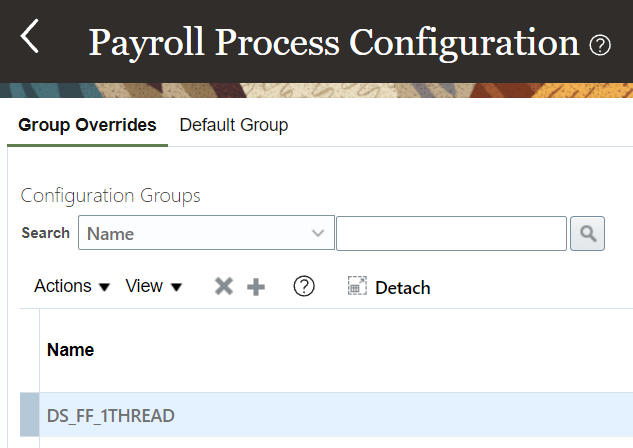 Payroll Process Configuration ?
Group Overrides Default Group
Configuration Groups
Search Name
Actions View ? Detach
Name
DS_FF_1THREAD